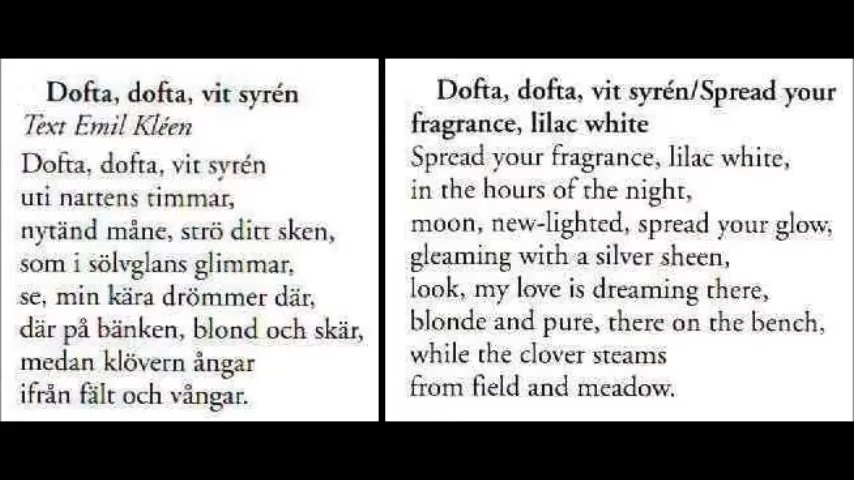 Dofta, dofta, vit syrén
Text Emil Kléen
Dofta, dofta, vit syrén
uti nattens timmar,
nytänd måne, strö ditt sken,
som i sölvglans glimmar,
se, min kära drömmer där,
där på bänken, blond och skär,
medan klövern ångar
ifrån fält och vångar.
Dofta, dofta, vit syrén/Spread your
fragrance, lilac white
Spread your fragrance, lilac white,
in the hours of the night,
moon, new-lighted, spread your glow,
gleaming with a silver sheen,
look, my love is dreaming there,
blonde and pure, there on the bench,
while the clover steams
from field and meadow.